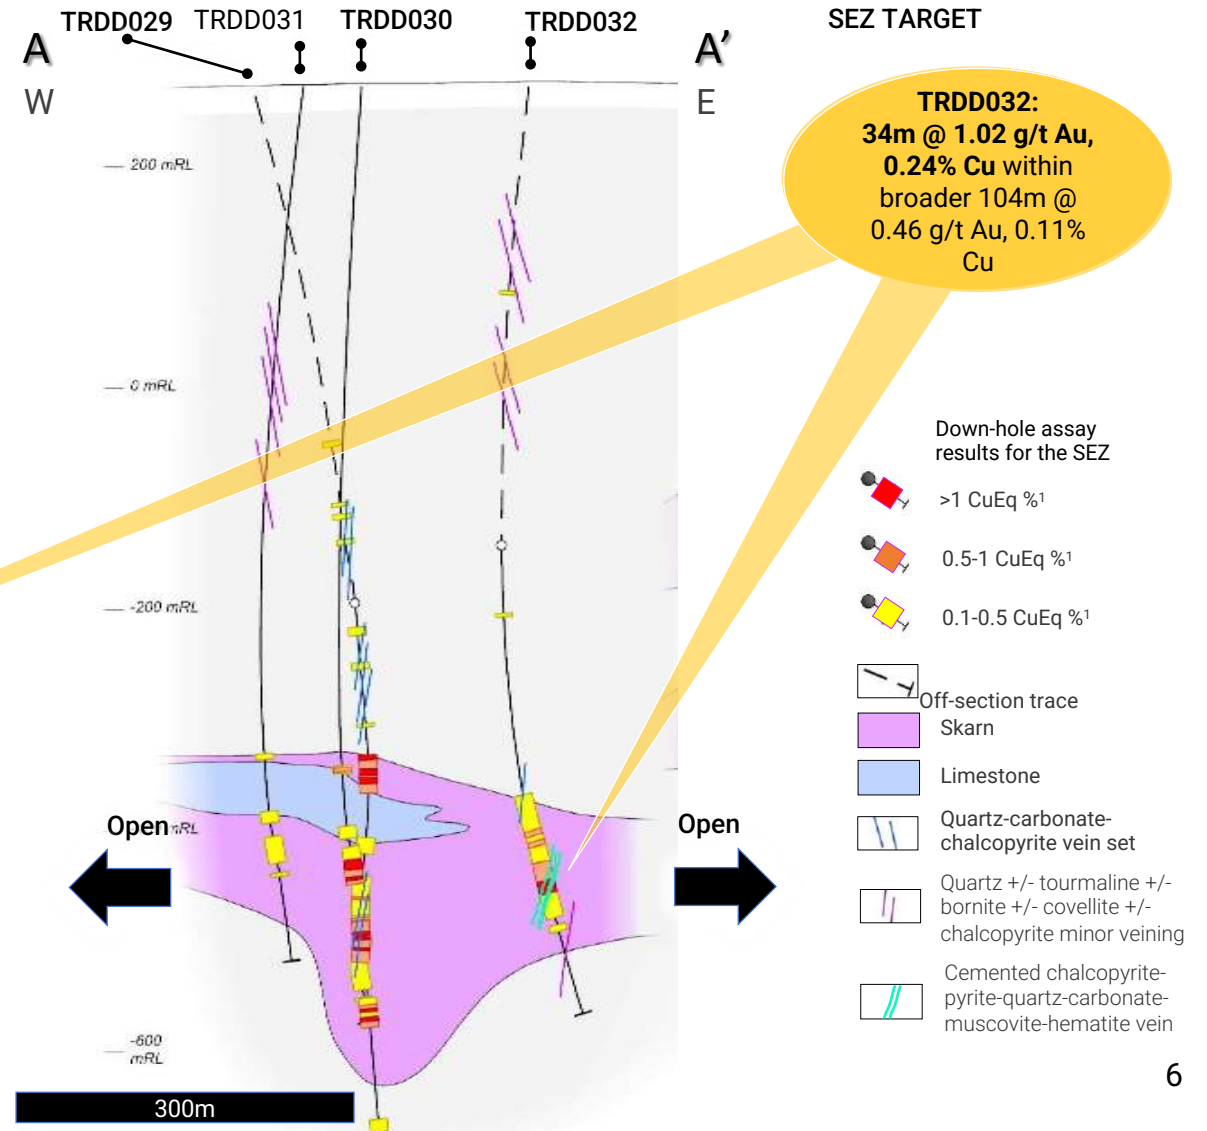 TRDD029
TRDD031
TRDD030
TRDD032
SEZ TARGET
A
A’
W
E
TRDD032:
34m @ 1.02 g/t Au,
0.24% Cu within
broader 104m @
0.46 g/t Au, 0.11%
Cu
200 mRL
0 mRL
-200 mRL
mRL
-600
mRL
Open
Open
Down-hole assay
results for the SEZ
>1 CuEq %¹
0.5-1 CuEq %¹
0.1-0.5 CuEq %¹
Off-section trace
Skarn
Limestone
Quartz-carbonate-
chalcopyrite vein set
Quartz +/- tourmaline +/-
bornite +/- covellite +/-
chalcopyrite minor veining
Cemented chalcopyrite-
pyrite-quartz-carbonate-
muscovite-hematite vein
300m
6